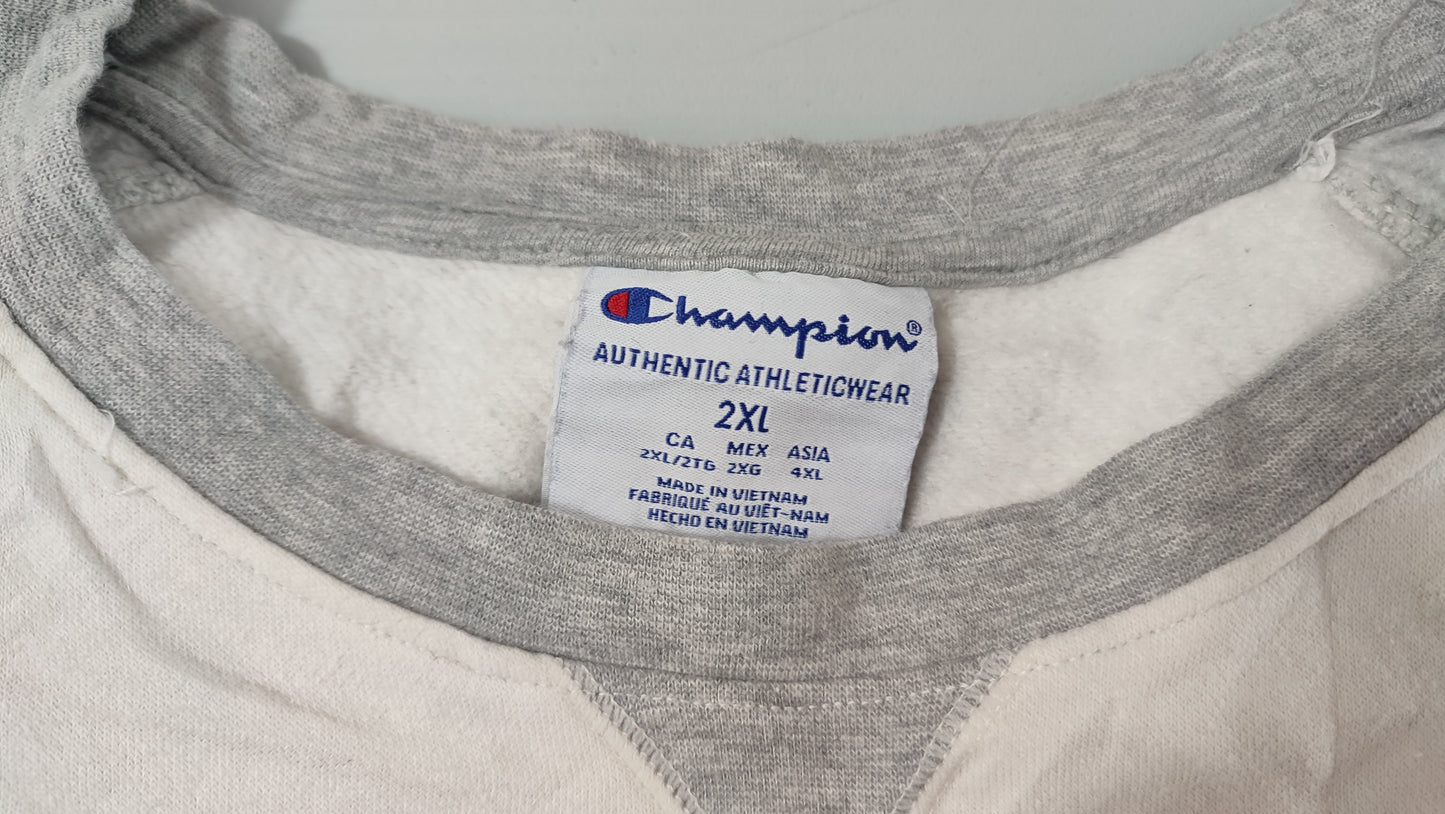 Champion®
AUTHENTIC ATHLETICWEAR
2XL
CA MEX ASIA
2XL/2TG 2XG 4XL
MADE IN VIETNAM
FABRIQUÉ AU VIÊT-NAM
HECHO EN VIETNAM